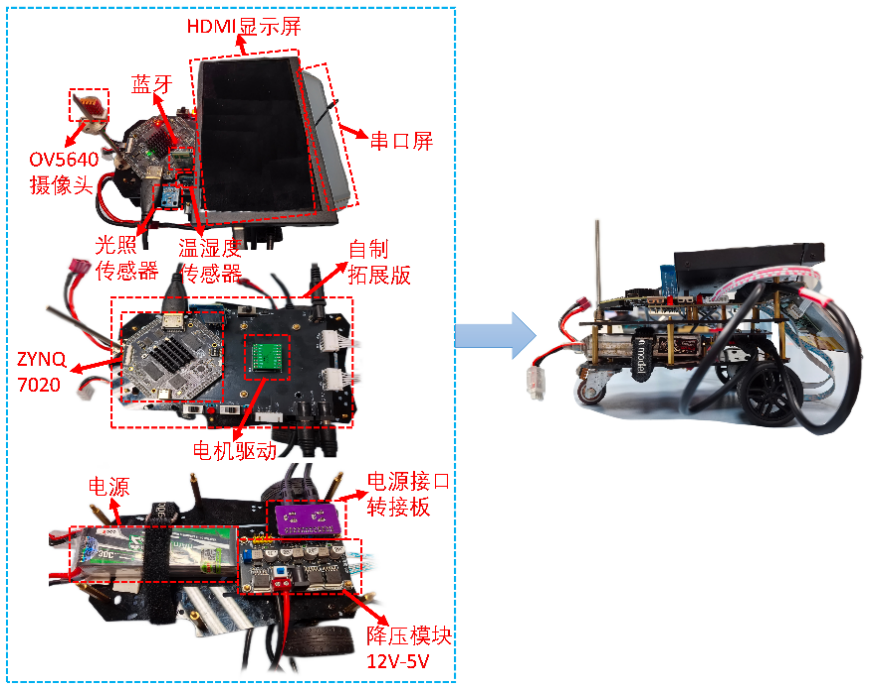 HDMI显示屏
蓝牙
串口屏
OV5640
摄像头
光照
传感器
温湿度
传感器
自制
拓展版
ZYNQ
7020
电机驱动
电源
电源接口
转接板
降压模块
12V-5V
model